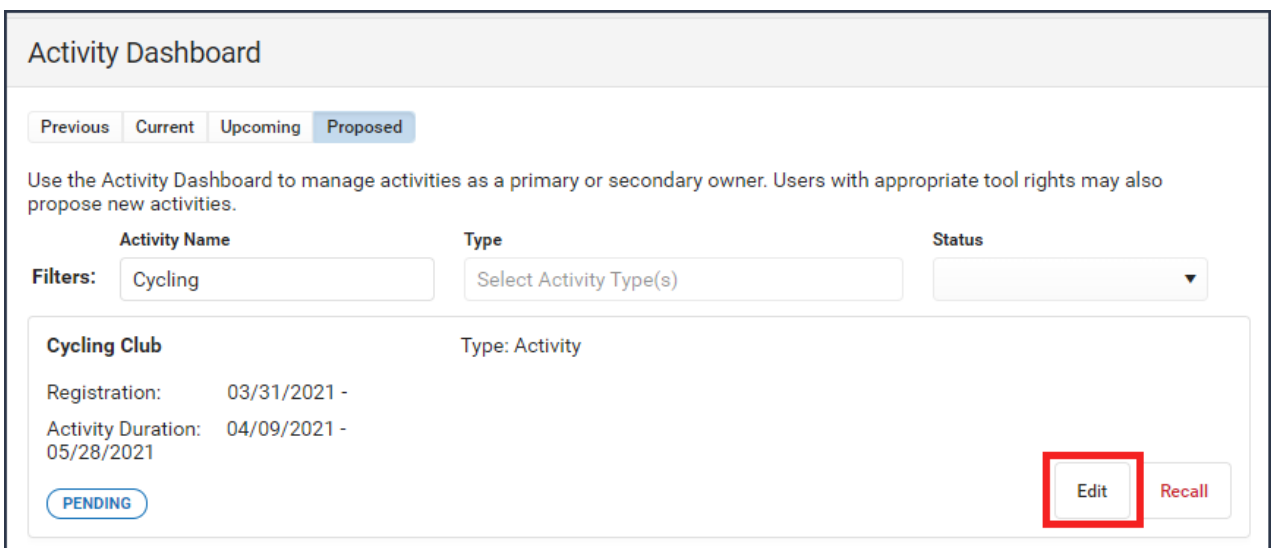 Activity Dashboard
Previous Current Upcoming Proposed
Use the Activity Dashboard to manage activities as a primary or secondary owner. Users with appropriate tool rights may also
propose new activities.
Activity Name Type Status
Filters: Cycling Select Activity Type(s)
Cycling Club Type: Activity
Registration: 03/31/2021 -
Activity Duration: 04/09/2021 -
05/28/2021
PENDING Edit Recall